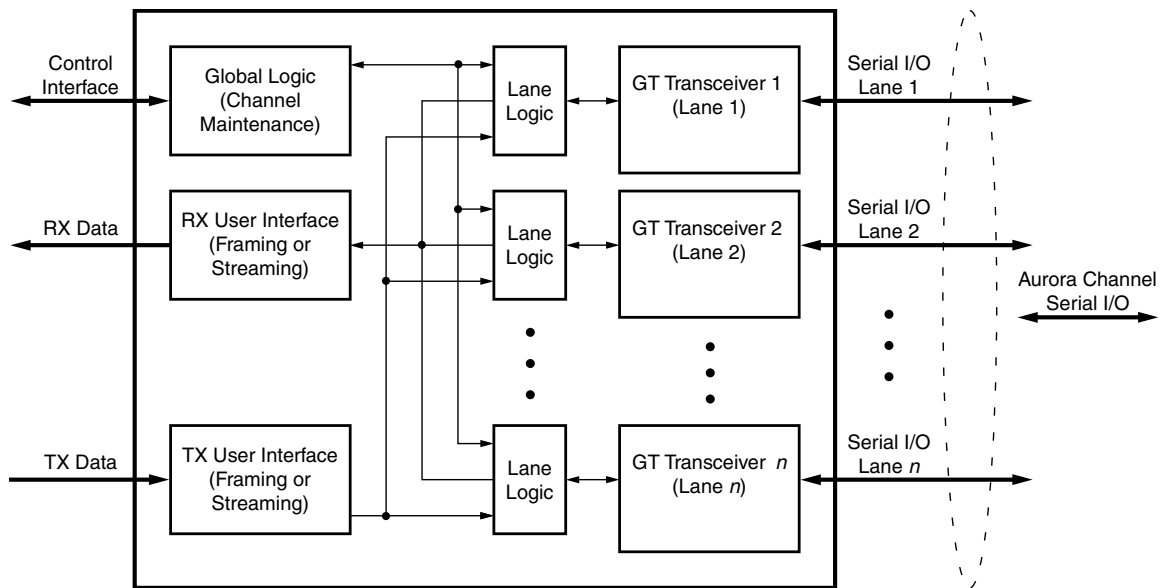 Control
Interface
Global Logic
(Channel
Maintenance)
Lane
Logic
GT Transceiver 1
(Lane 1)
Serial I/O
Lane 1
RX Data
RX User Interface
(Framing or
Streaming)
Lane
Logic
GT Transceiver 2
(Lane 2)
Serial I/O
Lane 2
Aurora Channel
Serial I/O
TX Data
TX User Interface
(Framing or
Streaming)
Lane
Logic
GT Transceiver n
(Lane n)
Serial I/O
Lane n